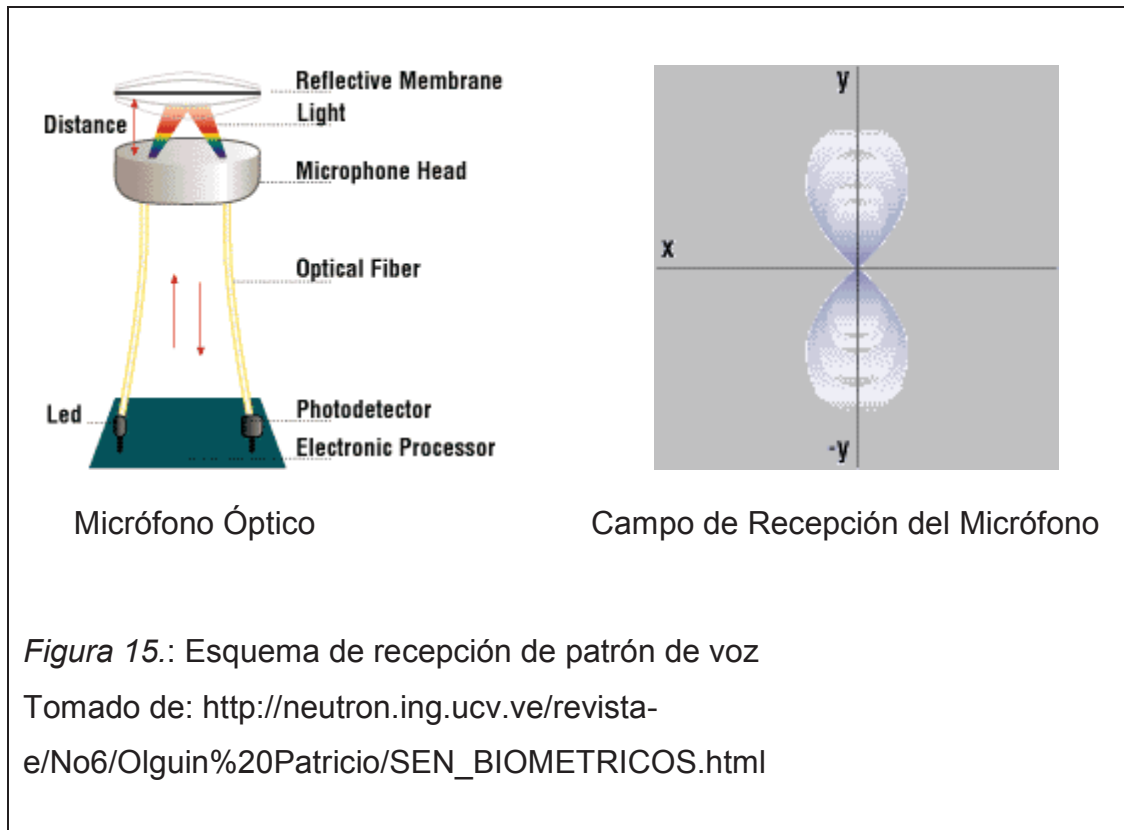 Reflective Membrane
Light
Distance
Microphone Head
Optical Fiber
Led
Photodetector
Electronic Processor
y
x
-y
Micrófono Óptico
Campo de Recepción del Micrófono
Figura 15.: Esquema de recepción de patrón de voz
Tomado de: http://neutron.ing.ucv.ve/revista-
e/No6/Olguin%20Patricio/SEN_BIOMETRICOS.html